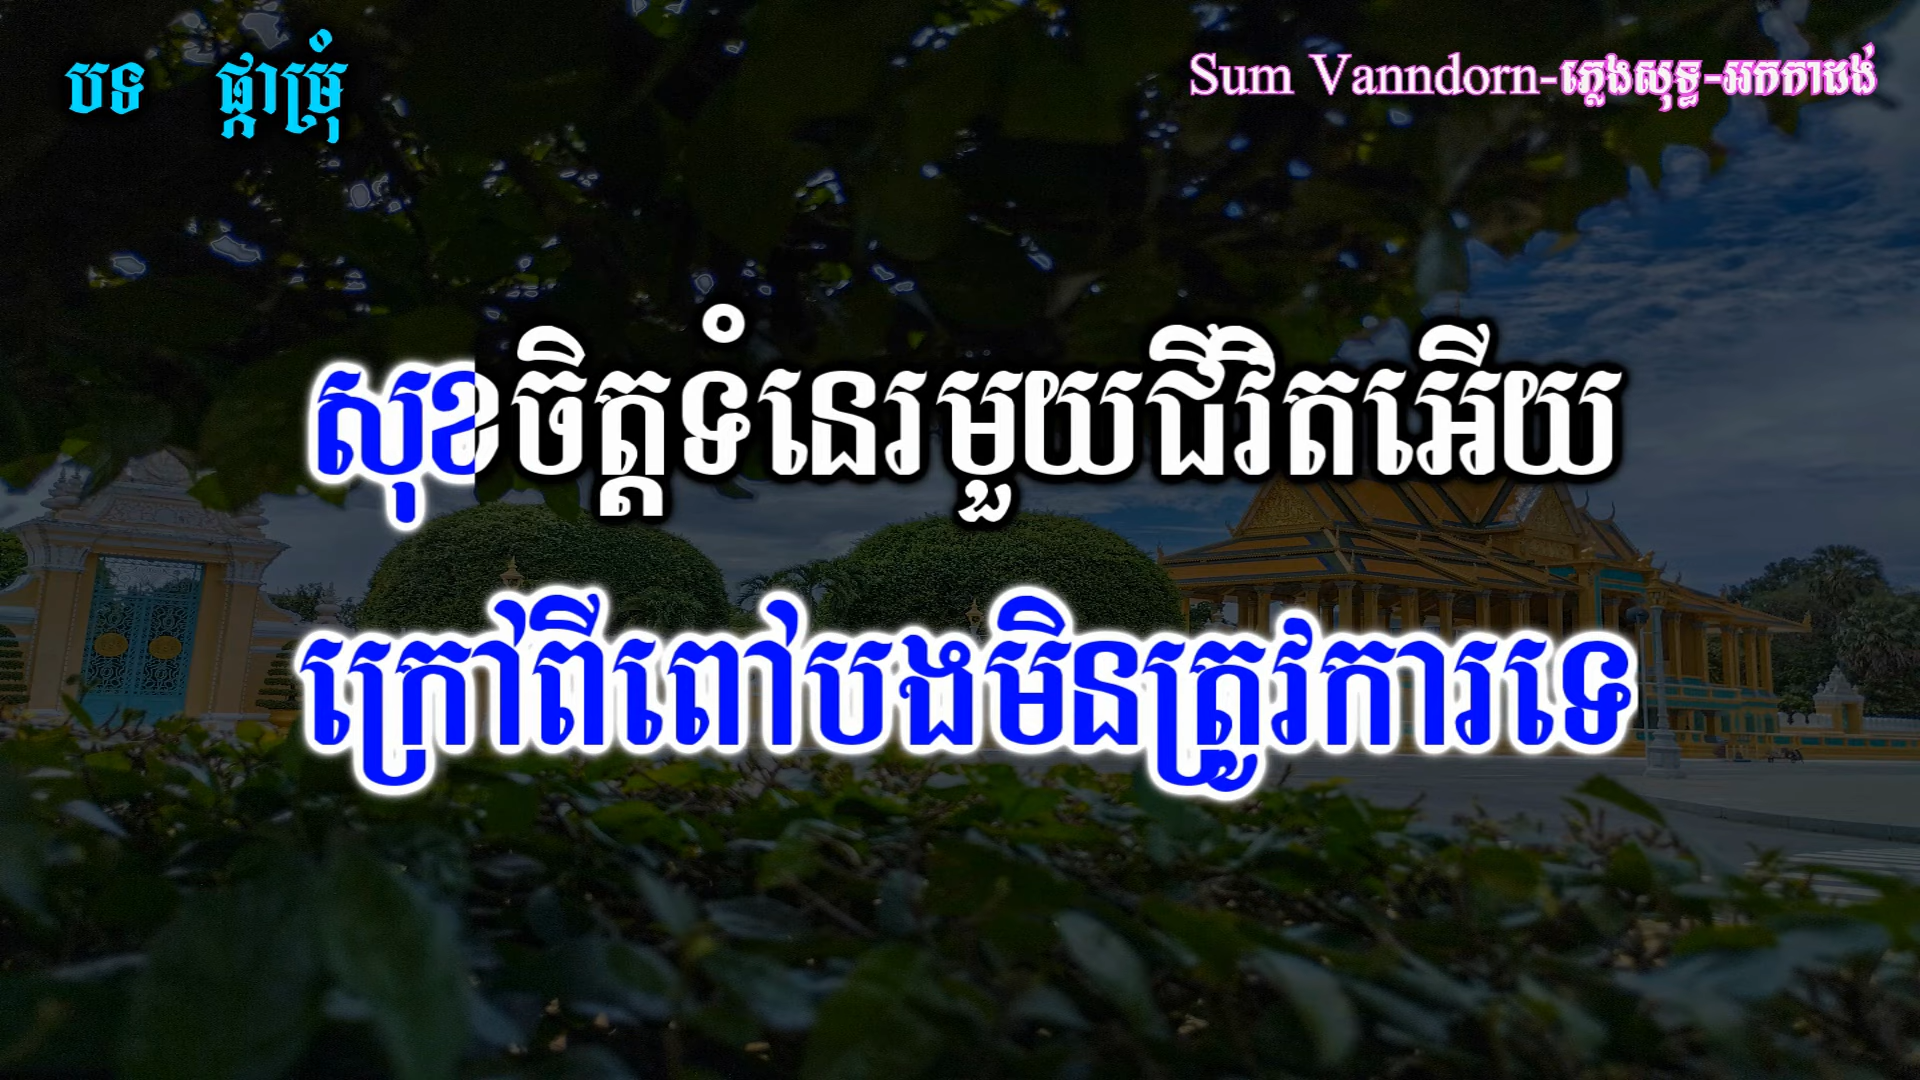 បទ ផ្កាម្រុំ
Sum Vanndorn-ភ្លេងសុទ្ធ-អកកាដង់
សុខចិត្តទំនេរមួយជីវិតអើយ
ក្រៅពីពៅបងមិនត្រូវការទេ